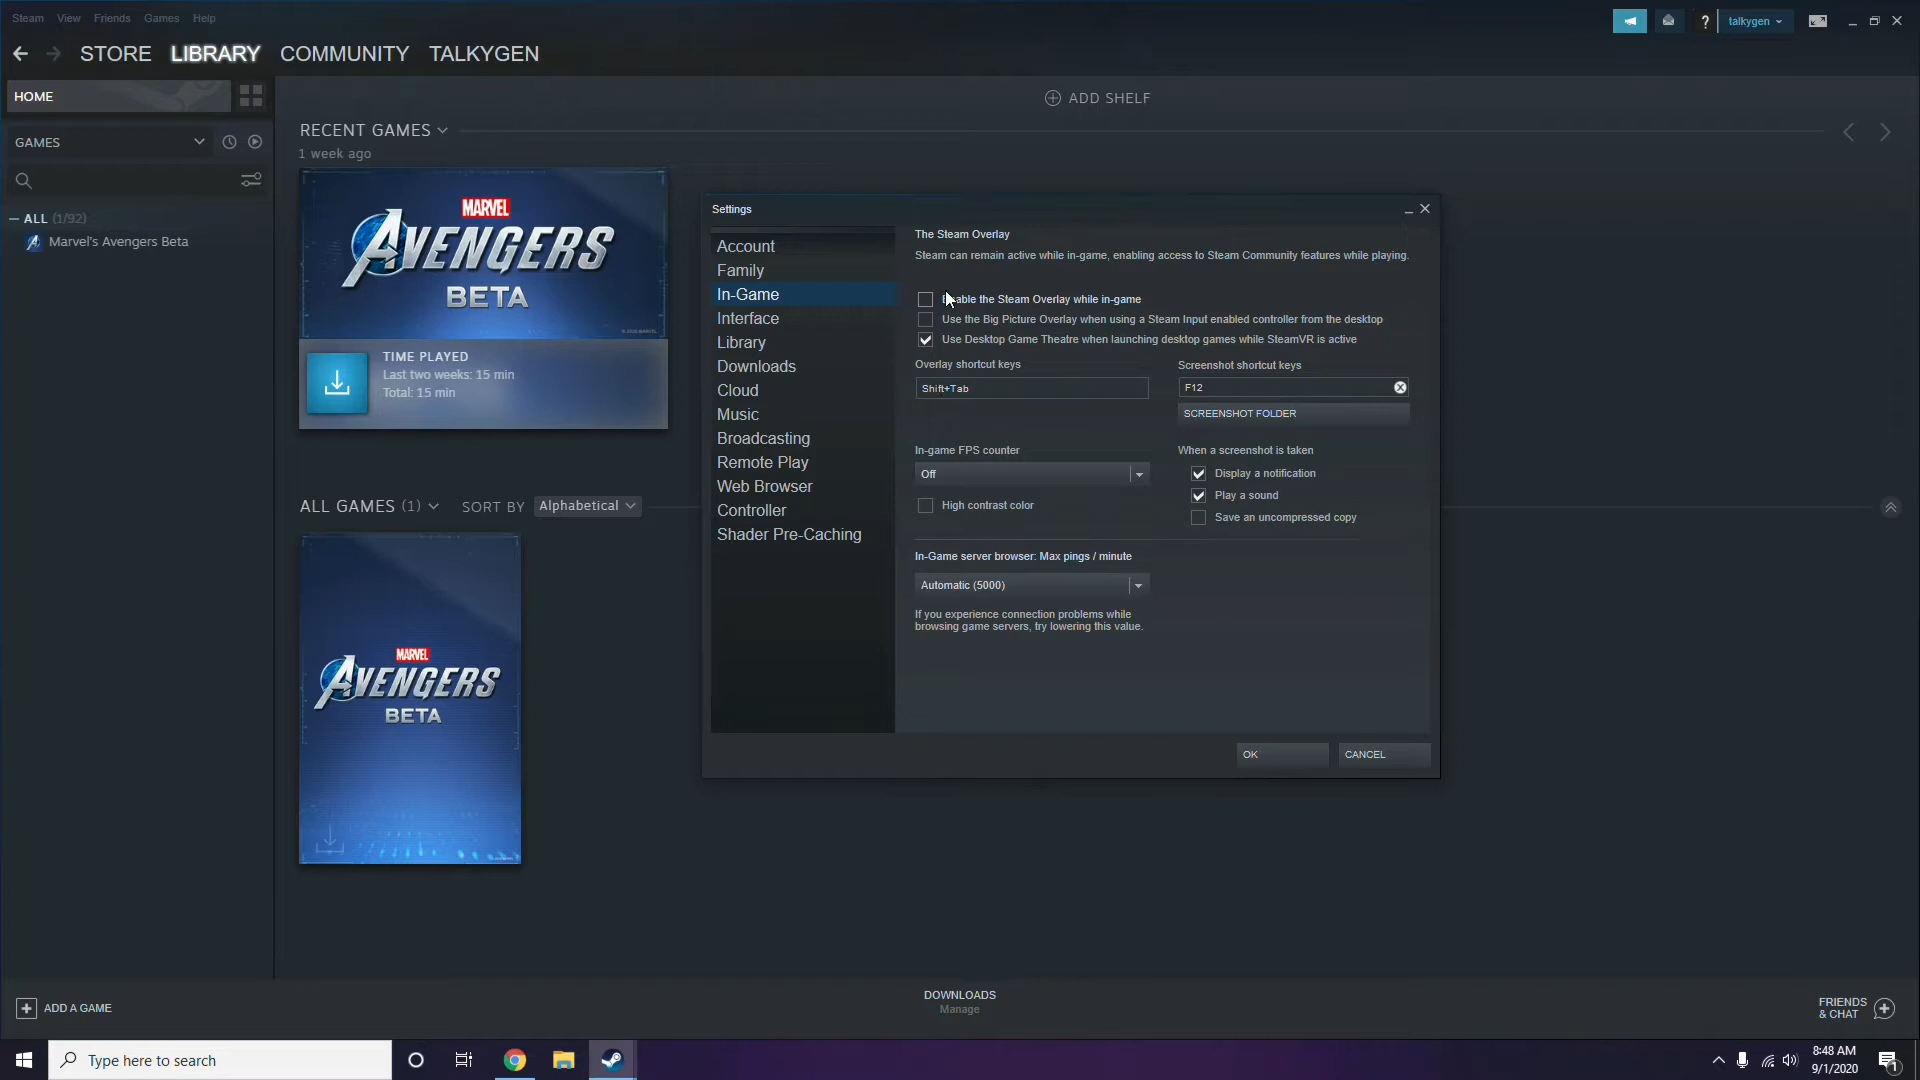 Steam View Friends Games Help
talkygen
STORE LIBRARY COMMUNITY TALKYGEN
HOME
ADD SHELF
GAMES
RECENT GAMES
1 week ago
ALL (1/92)
Marvel's Avengers Beta
MARVEL
AVENGERS
BETA
TIME PLAYED
Last two weeks: 15 min
Total: 15 min
ALL GAMES (1) SORT BY Alphabetical
MARVEL
AVENGERS
BETA
Settings
Account
Family
In-Game
Interface
Library
Downloads
Cloud
Music
Broadcasting
Remote Play
Web Browser
Controller
Shader Pre-Caching
The Steam Overlay
Steam can remain active while in-game, enabling access to Steam Community features while playing.
Enable the Steam Overlay while in-game
Use the Big Picture Overlay when using a Steam Input enabled controller from the desktop
Use Desktop Game Theatre when launching desktop games while SteamVR is active
Overlay shortcut keys
Shift+Tab
Screenshot shortcut keys
F12
SCREENSHOT FOLDER
In-game FPS counter
Off
High contrast color
When a screenshot is taken
Display a notification
Play a sound
Save an uncompressed copy
In-Game server browser: Max pings / minute
Automatic (5000)
If you experience connection problems while
browsing game servers, try lowering this value.
OK
CANCEL
ADD A GAME
DOWNLOADS
Manage
FRIENDS
& CHAT
Type here to search
8:48 AM
9/1/2020
1